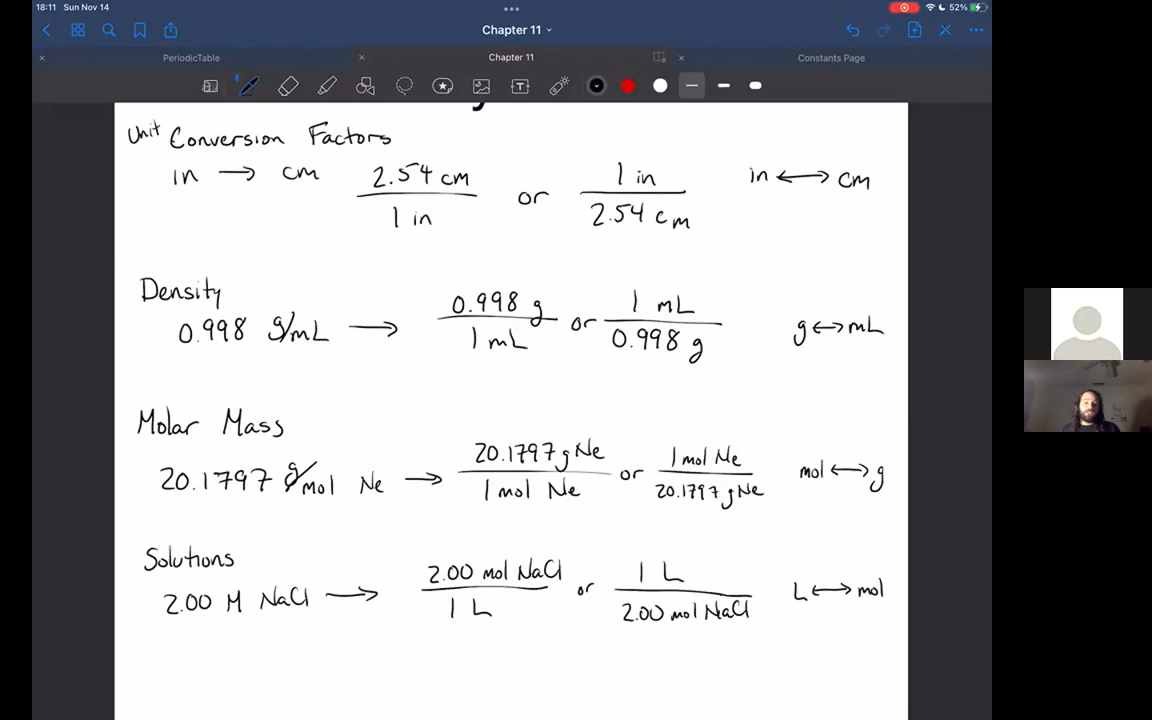 18:11 Sun Nov 14
52%
Chapter 11
PeriodicTable
Chapter 11
Constants Page
Unit Conversion Factors
in → cm 2.54 cm / 1 in or 1 in / 2.54 cm in ↔ cm
Density
0.998 g/mL → 0.998 g / 1 mL or 1 mL / 0.998 g g ↔ mL
Molar Mass
20.1797 g/mol Ne → 20.1797 g Ne / 1 mol Ne or 1 mol Ne / 20.1797 g Ne mol ↔ g
Solutions
2.00 M NaCl → 2.00 mol NaCl / 1 L or 1 L / 2.00 mol NaCl L ↔ mol